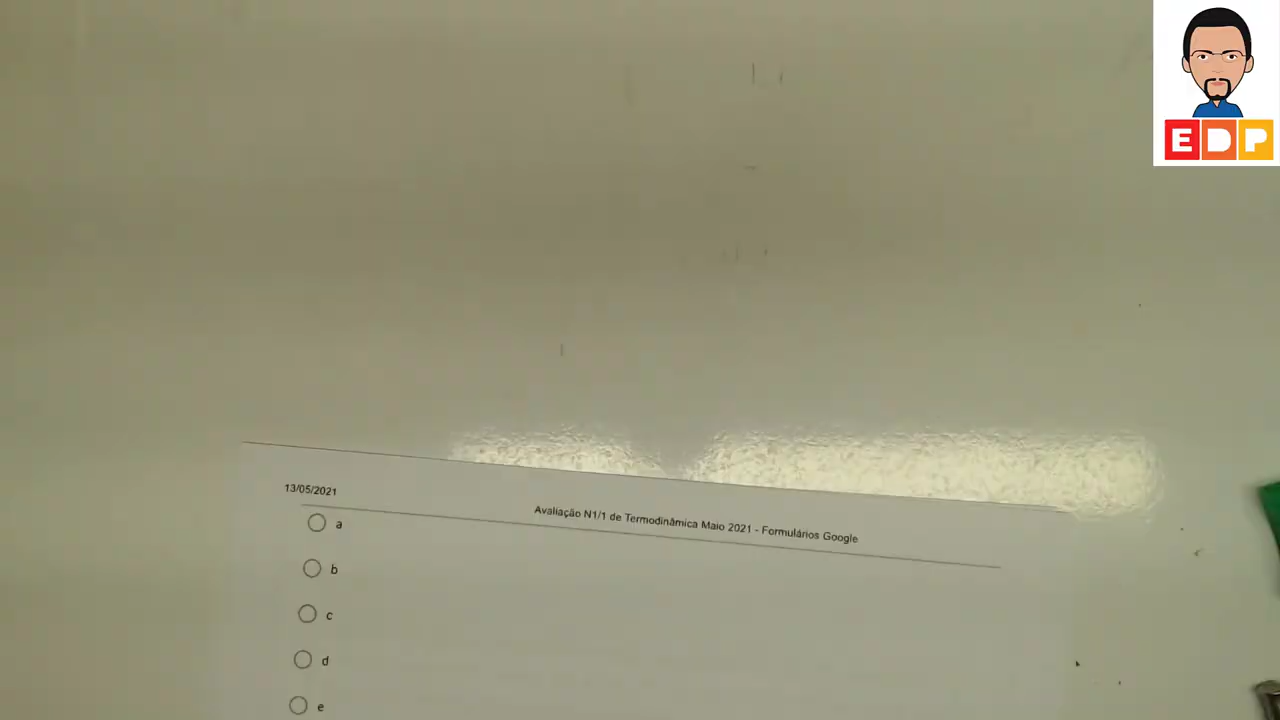 EDP
13/05/2021
Avaliação N1/1 de Termodinâmica Maio 2021 - Formulários Google
a
b
c
d
e